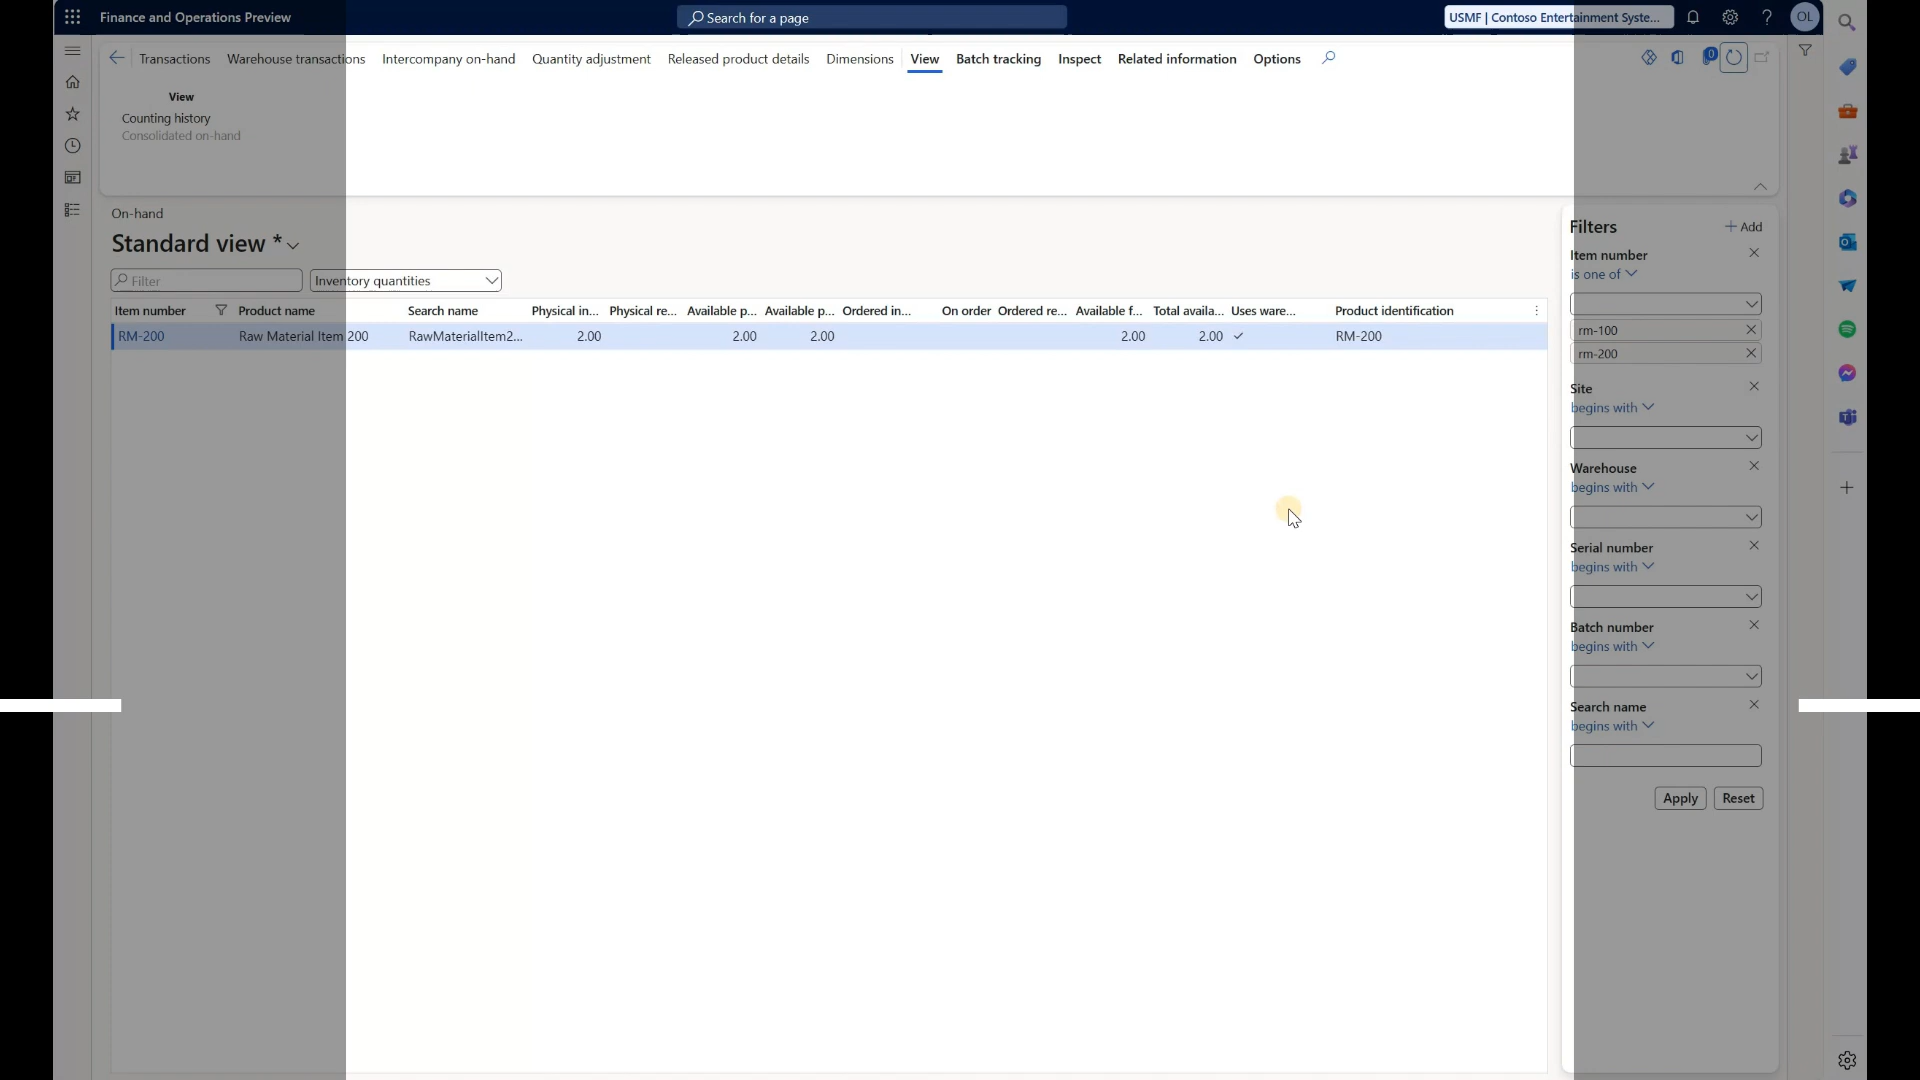 Finance and Operations Preview
Search for a page
USMF | Contoso Entertainment Syste...
OL
Transactions Warehouse transactions Intercompany on-hand Quantity adjustment Released product details Dimensions View Batch tracking Inspect Related information Options
0
View
Counting history
Consolidated on-hand
On-hand
Standard view *
Filter
Inventory quantities
Item number Product name Search name Physical in... Physical re... Available p... Available p... Ordered in... On order Ordered re... Available f... Total availa... Uses ware... Product identification
RM-200 Raw Material Item 200 RawMaterialItem2... 2.00 2.00 2.00 2.00 2.00 RM-200
Filters
Add
Item number
is one of
rm-100
rm-200
Site
begins with
Warehouse
begins with
Serial number
begins with
Batch number
begins with
Search name
begins with
Apply Reset